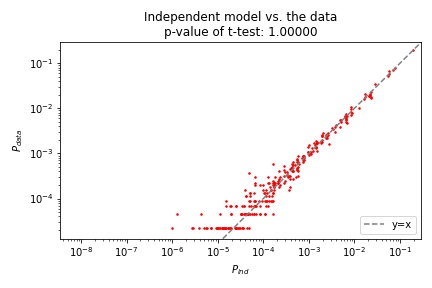 Independent model vs. the data
p-value of t-test: 1.00000
P_data
10⁻¹
10⁻²
10⁻³
10⁻⁴
y=x
10⁻⁸ 10⁻⁷ 10⁻⁶ 10⁻⁵ 10⁻⁴ 10⁻³ 10⁻² 10⁻¹
P_ind